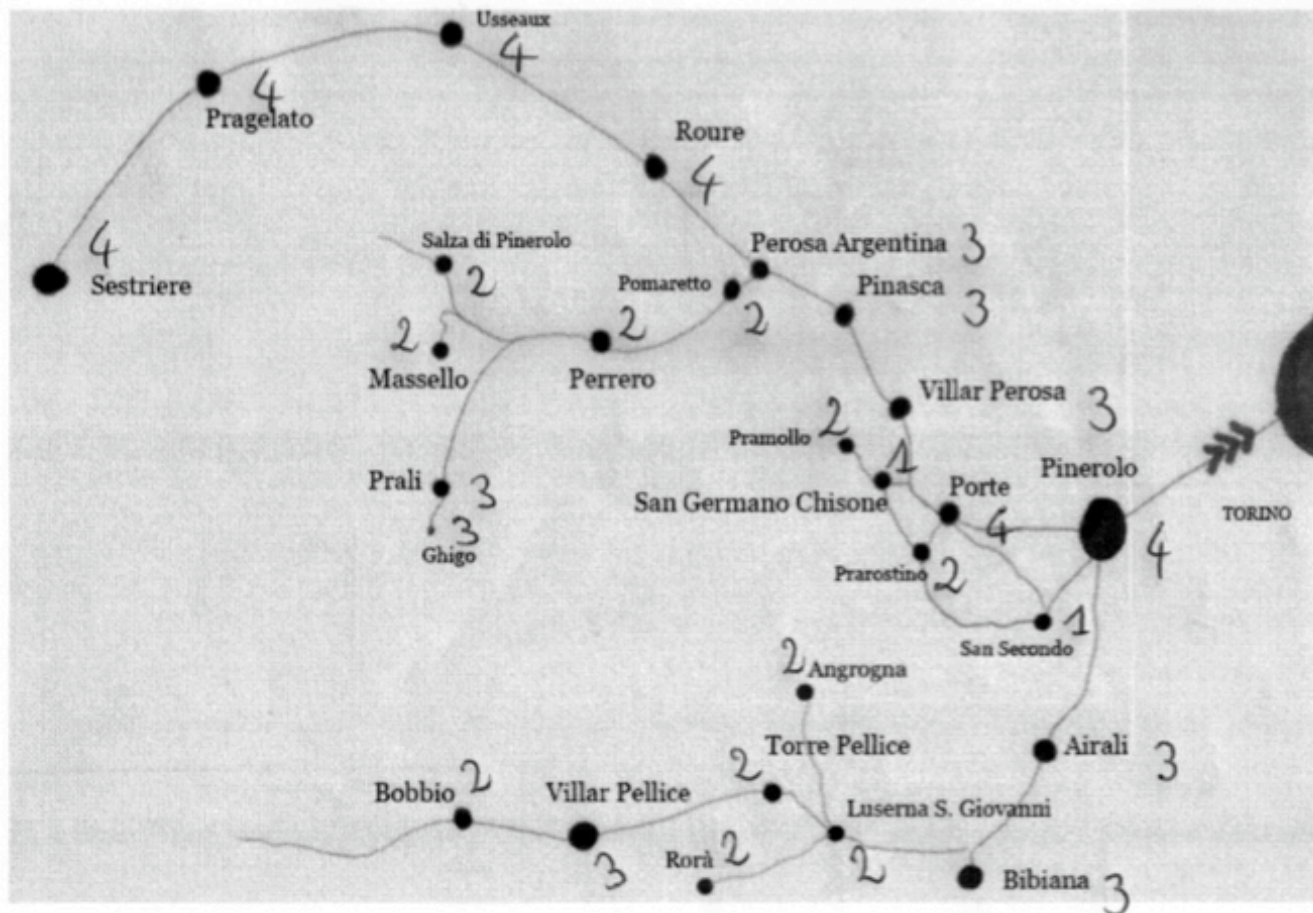 Usseaux
4
4
Pragelato
Roure
4
4
Sestriere
Salza di Pinerolo
2
Perosa Argentina 3
Pomaretto
2
Pinasca
3
2
Massello
2
Perrero
Villar Perosa 3
2
Pramollo
1
San Germano Chisone
Porte
4
Pinerolo
4
TORINO
Prali
3
3
Ghigo
Prarostino 2
San Secondo
1
2 Angrogna
Torre Pellice
2
Airali 3
Bobbio 2
Villar Pellice
3
Luserna S. Giovanni
2
Rorà 2
Bibiana 3